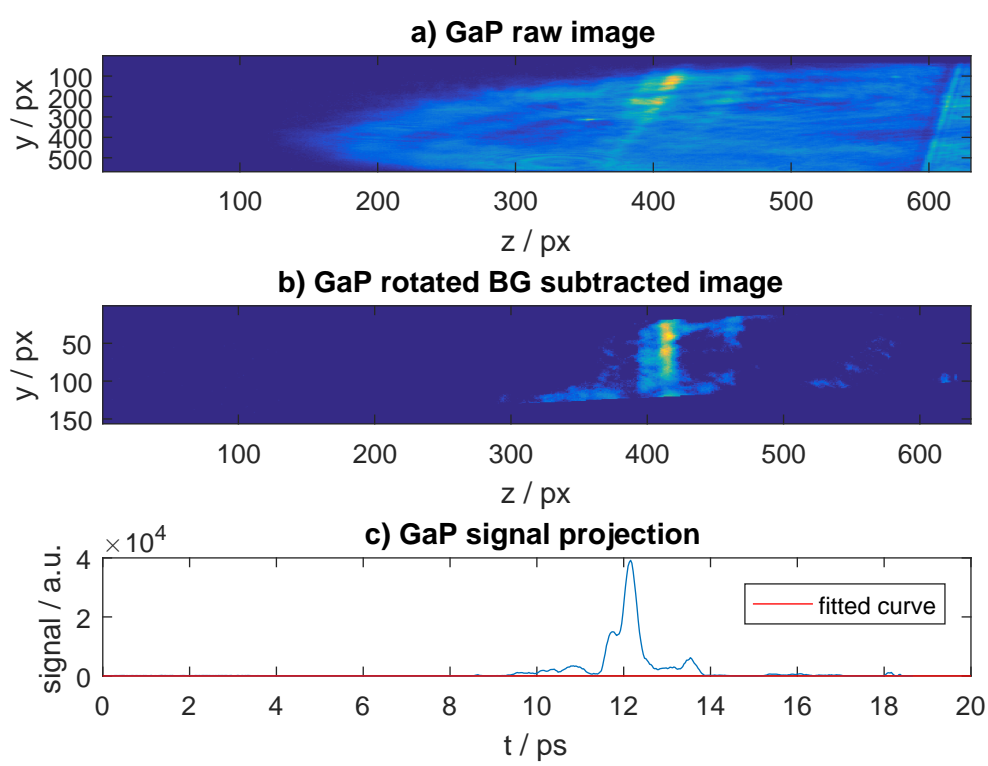 a) GaP raw image
y / px
100
200
300
400
500
100 200 300 400 500 600
z / px
b) GaP rotated BG subtracted image
y / px
50
100
150
100 200 300 400 500 600
z / px
c) GaP signal projection
×10⁴
signal / a.u.
4
2
0
fitted curve
0 2 4 6 8 10 12 14 16 18 20
t / ps